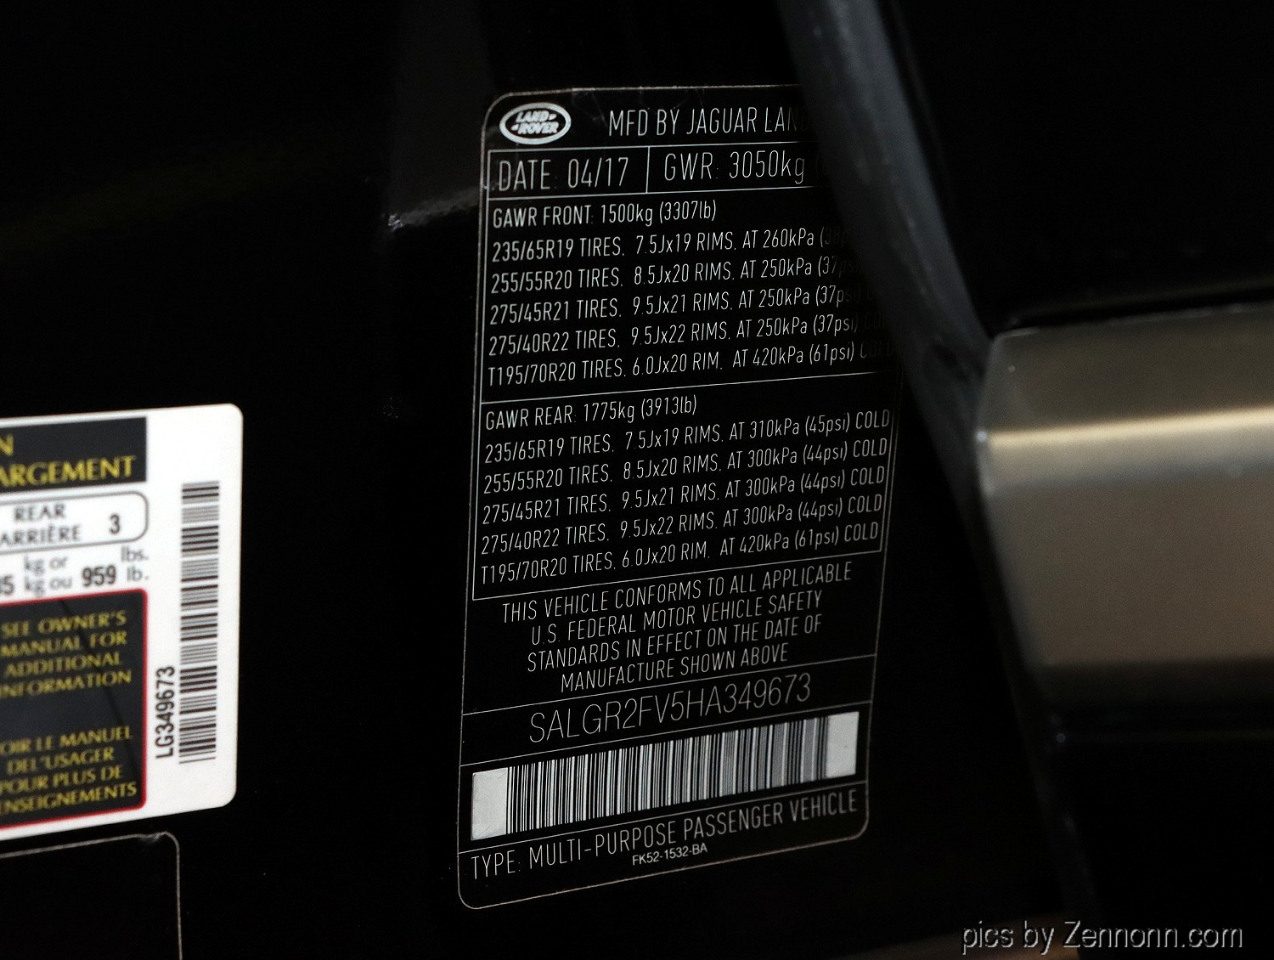 LAND ROVER
MFD BY JAGUAR LAN
DATE: 04/17 GWR: 3050kg
GAWR FRONT: 1500kg (3307lb)
235/65R19 TIRES. 7.5Jx19 RIMS. AT 260kPa (38p
255/55R20 TIRES. 8.5Jx20 RIMS. AT 250kPa (37psi
275/45R21 TIRES. 9.5Jx21 RIMS. AT 250kPa (37psi)
275/40R22 TIRES. 9.5Jx22 RIMS. AT 250kPa (37psi) COLD
T195/70R20 TIRES. 6.0Jx20 RIM. AT 420kPa (61psi) COLD
GAWR REAR: 1775kg (3913lb)
235/65R19 TIRES. 7.5Jx19 RIMS. AT 310kPa (45psi) COLD
255/55R20 TIRES. 8.5Jx20 RIMS. AT 300kPa (44psi) COLD
275/45R21 TIRES. 9.5Jx21 RIMS. AT 300kPa (44psi) COLD
275/40R22 TIRES. 9.5Jx22 RIMS. AT 300kPa (44psi) COLD
T195/70R20 TIRES. 6.0Jx20 RIM. AT 420kPa (61psi) COLD
THIS VEHICLE CONFORMS TO ALL APPLICABLE
U.S. FEDERAL MOTOR VEHICLE SAFETY
STANDARDS IN EFFECT ON THE DATE OF
MANUFACTURE SHOWN ABOVE
SALGR2FV5HA349673
TYPE: MULTI-PURPOSE PASSENGER VEHICLE
FK52-1532-BA
N
ARGEMENT
REAR
ARRIÈRE 3
kg or lbs.
5 kg ou 959 lb.
SEE OWNER'S
MANUAL FOR
ADDITIONAL
INFORMATION
OIR LE MANUEL
DE L'USAGER
POUR PLUS DE
ENSEIGNEMENTS
LG349673
pics by Zennonn.com